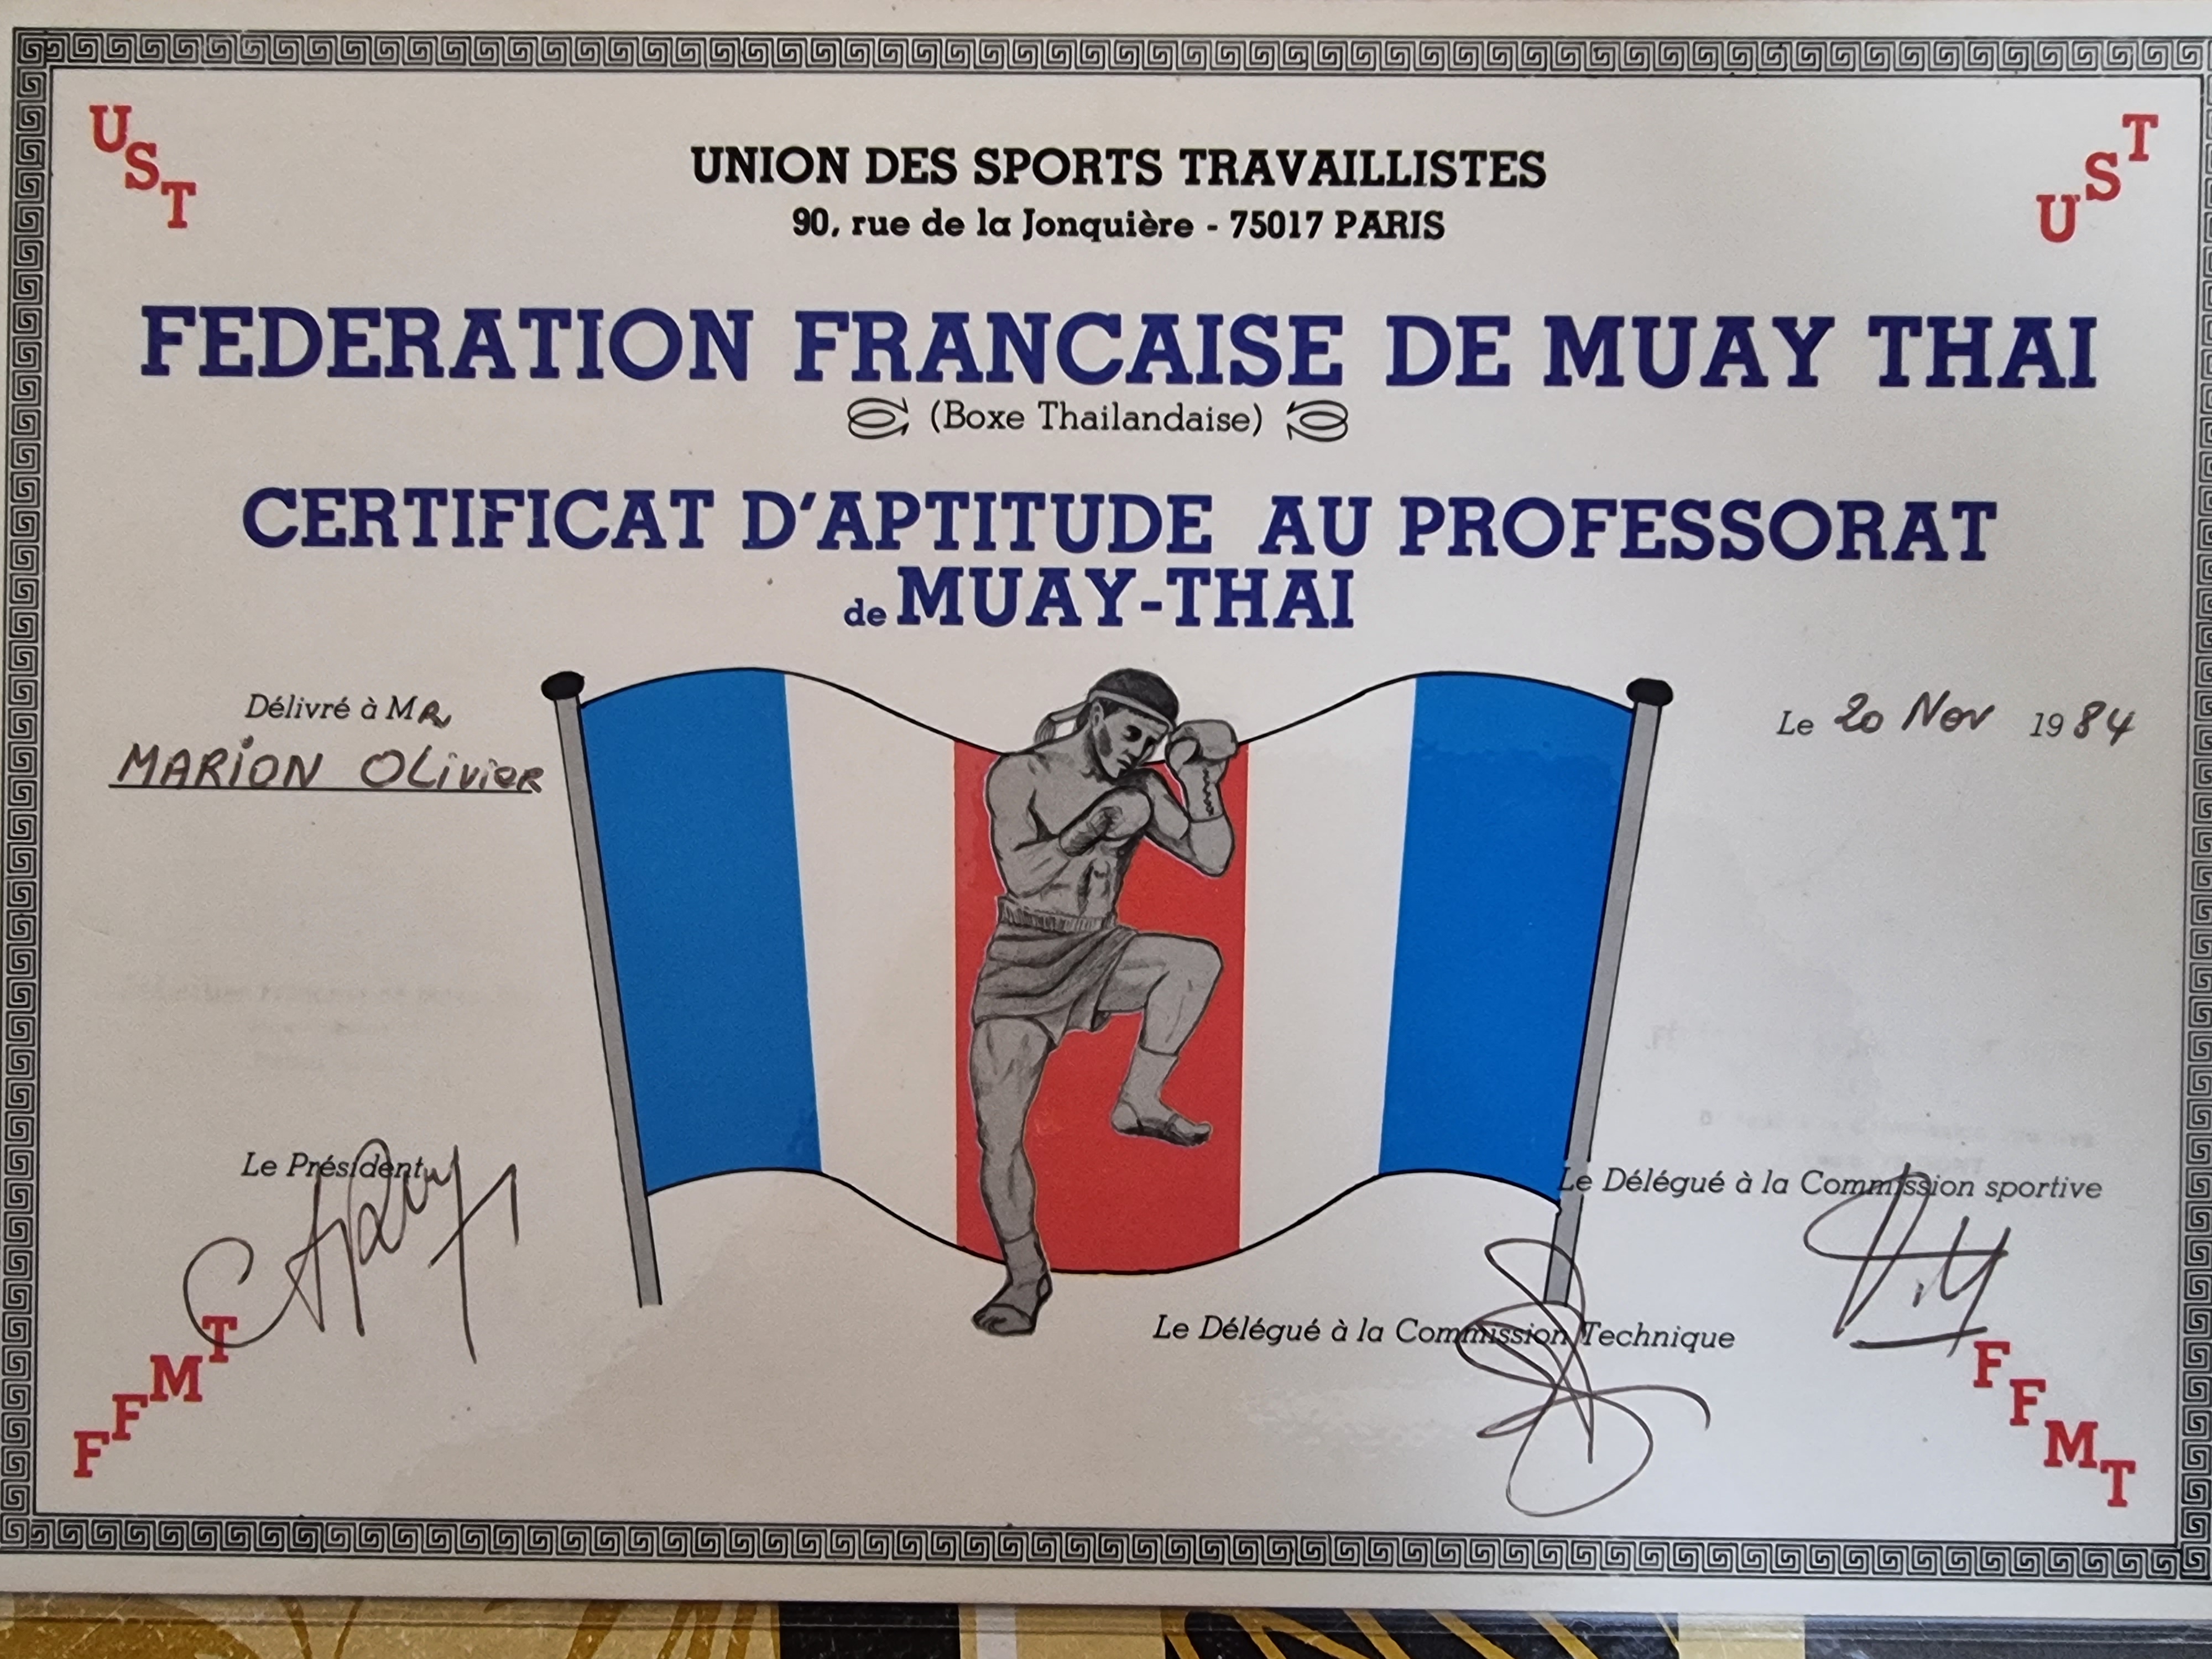 UST
UST
UNION DES SPORTS TRAVAILLISTES
90, rue de la Jonquière - 75017 PARIS
FEDERATION FRANCAISE DE MUAY THAI
(Boxe Thailandaise)
CERTIFICAT D'APTITUDE AU PROFESSORAT
de MUAY-THAI
Délivré à MR
MARION OLivieR
Le 20 Nov 1984
Le Président
Le Délégué à la Commission sportive
Le Délégué à la Commission Technique
FFMT
FFMT